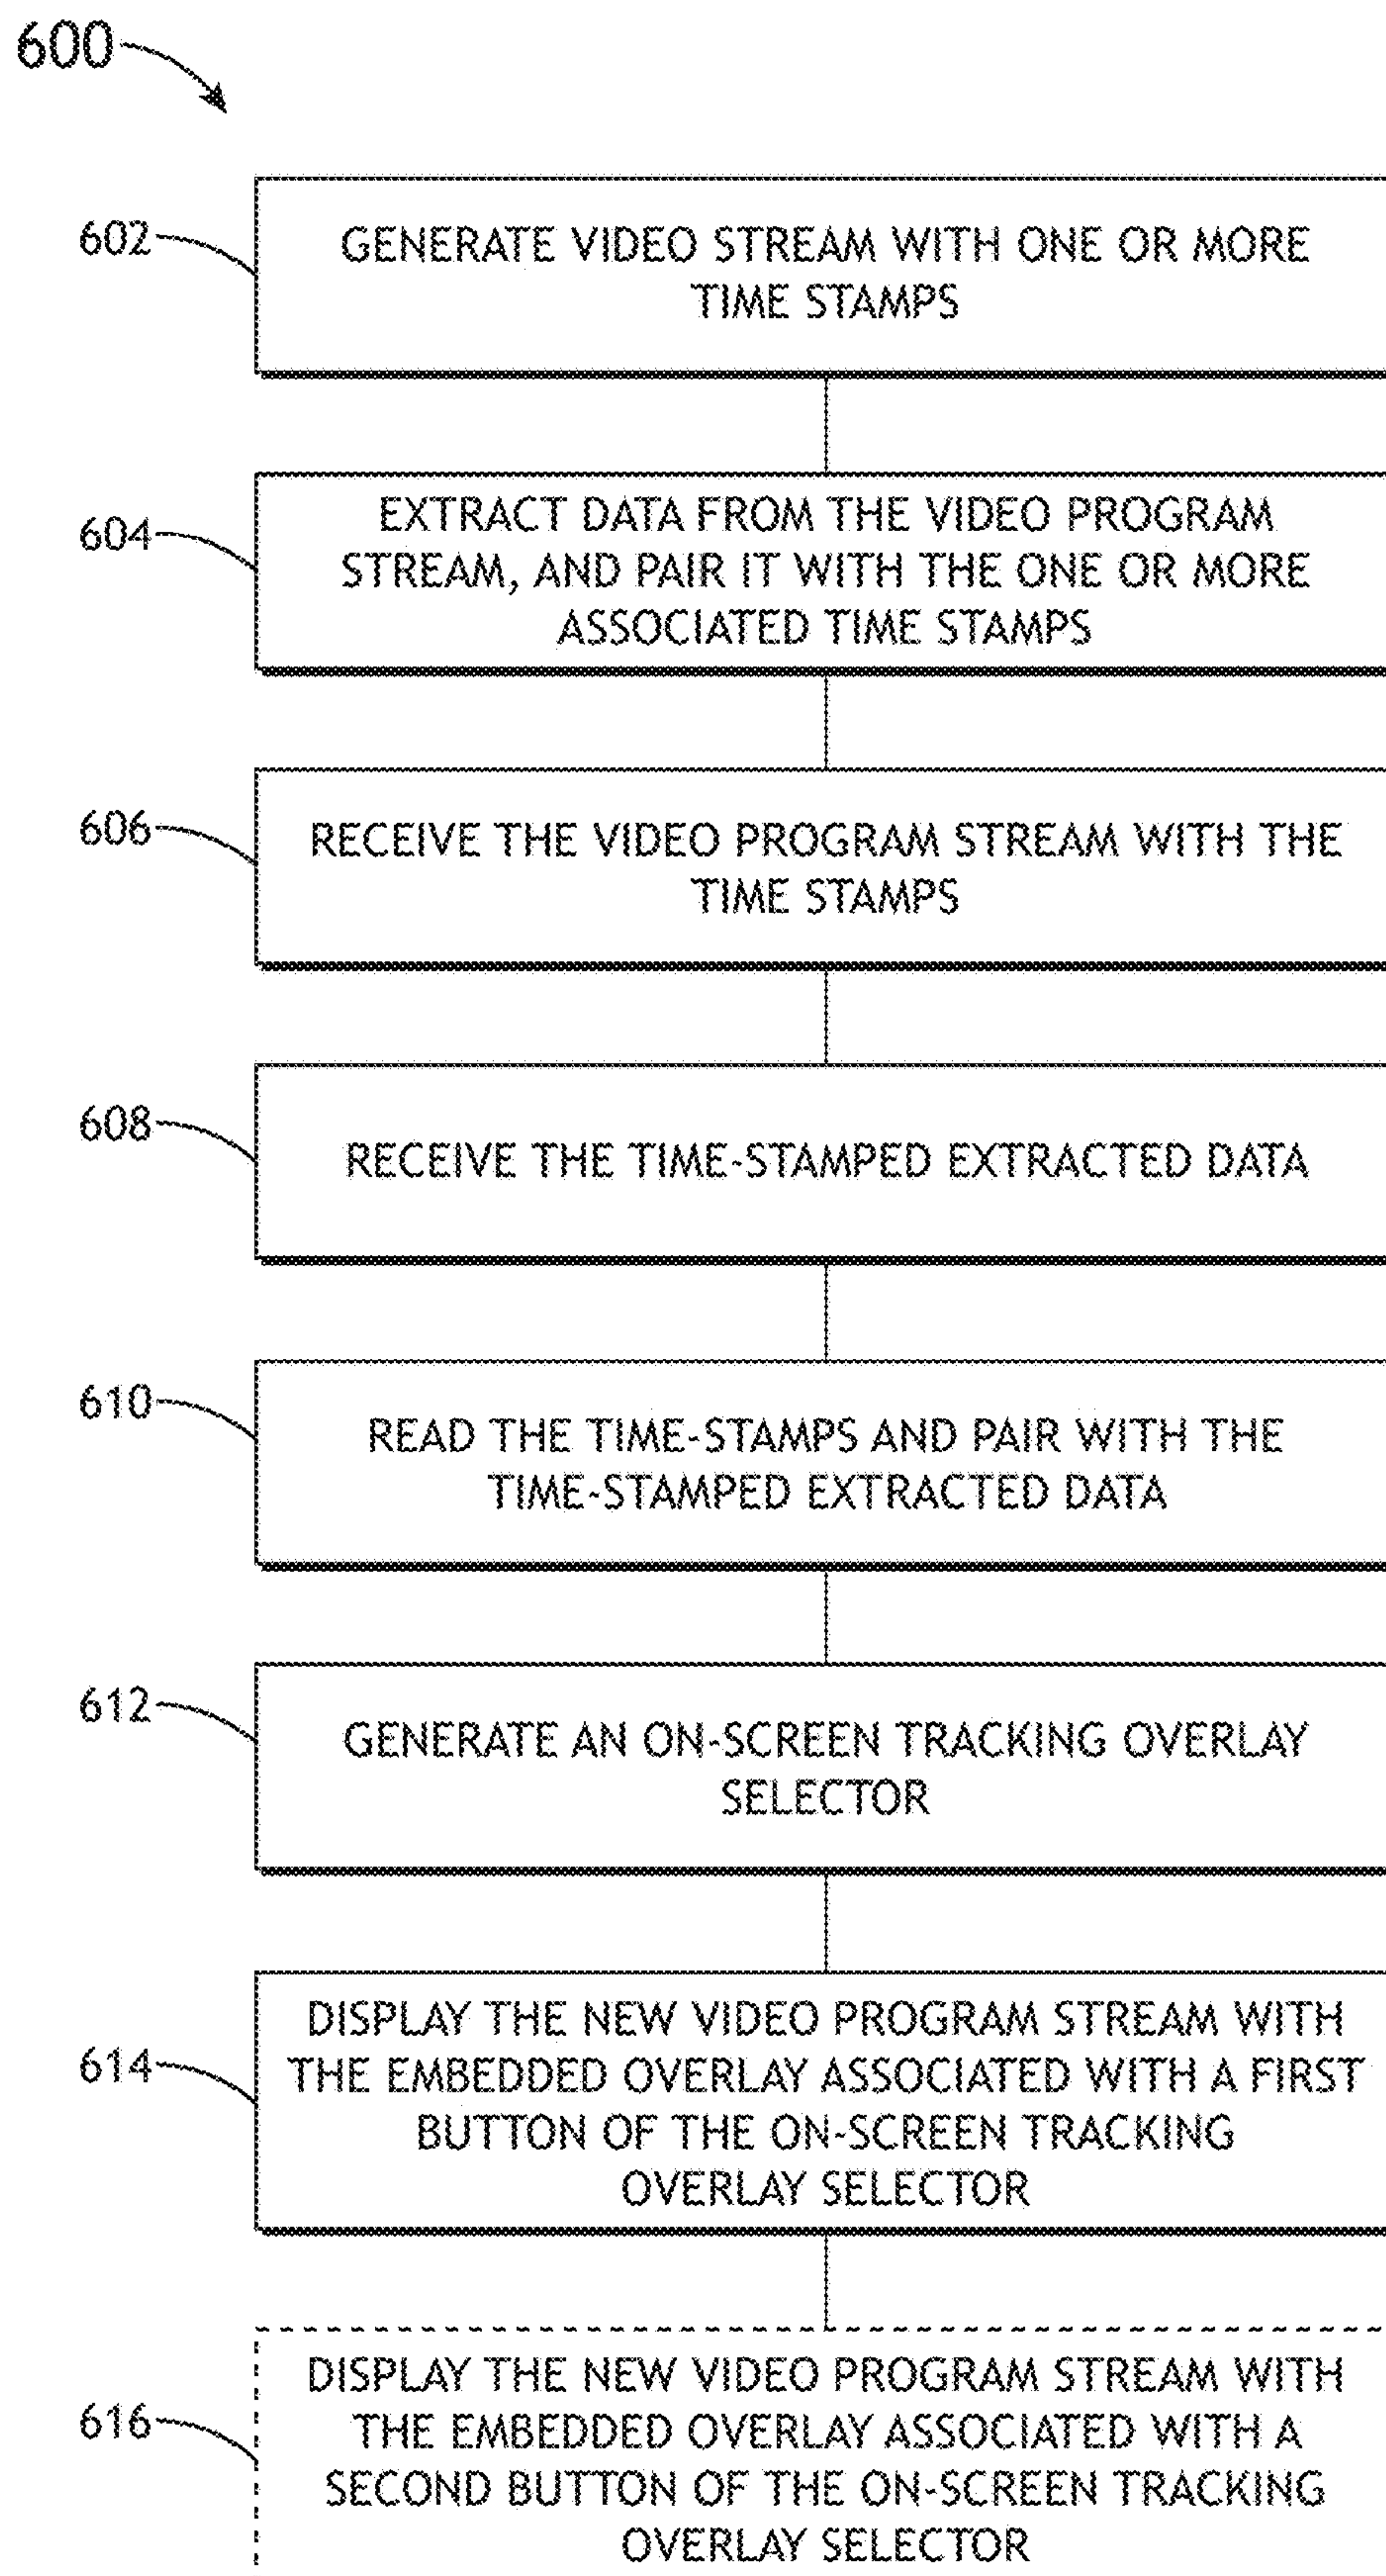 600
602
GENERATE VIDEO STREAM WITH ONE OR MORE
TIME STAMPS
604
EXTRACT DATA FROM THE VIDEO PROGRAM
STREAM, AND PAIR IT WITH THE ONE OR MORE
ASSOCIATED TIME STAMPS
606
RECEIVE THE VIDEO PROGRAM STREAM WITH THE
TIME STAMPS
608
RECEIVE THE TIME-STAMPED EXTRACTED DATA
610
READ THE TIME-STAMPS AND PAIR WITH THE
TIME-STAMPED EXTRACTED DATA
612
GENERATE AN ON-SCREEN TRACKING OVERLAY
SELECTOR
614
DISPLAY THE NEW VIDEO PROGRAM STREAM WITH
THE EMBEDDED OVERLAY ASSOCIATED WITH A FIRST
BUTTON OF THE ON-SCREEN TRACKING
OVERLAY SELECTOR
616
DISPLAY THE NEW VIDEO PROGRAM STREAM WITH
THE EMBEDDED OVERLAY ASSOCIATED WITH A
SECOND BUTTON OF THE ON-SCREEN TRACKING
OVERLAY SELECTOR